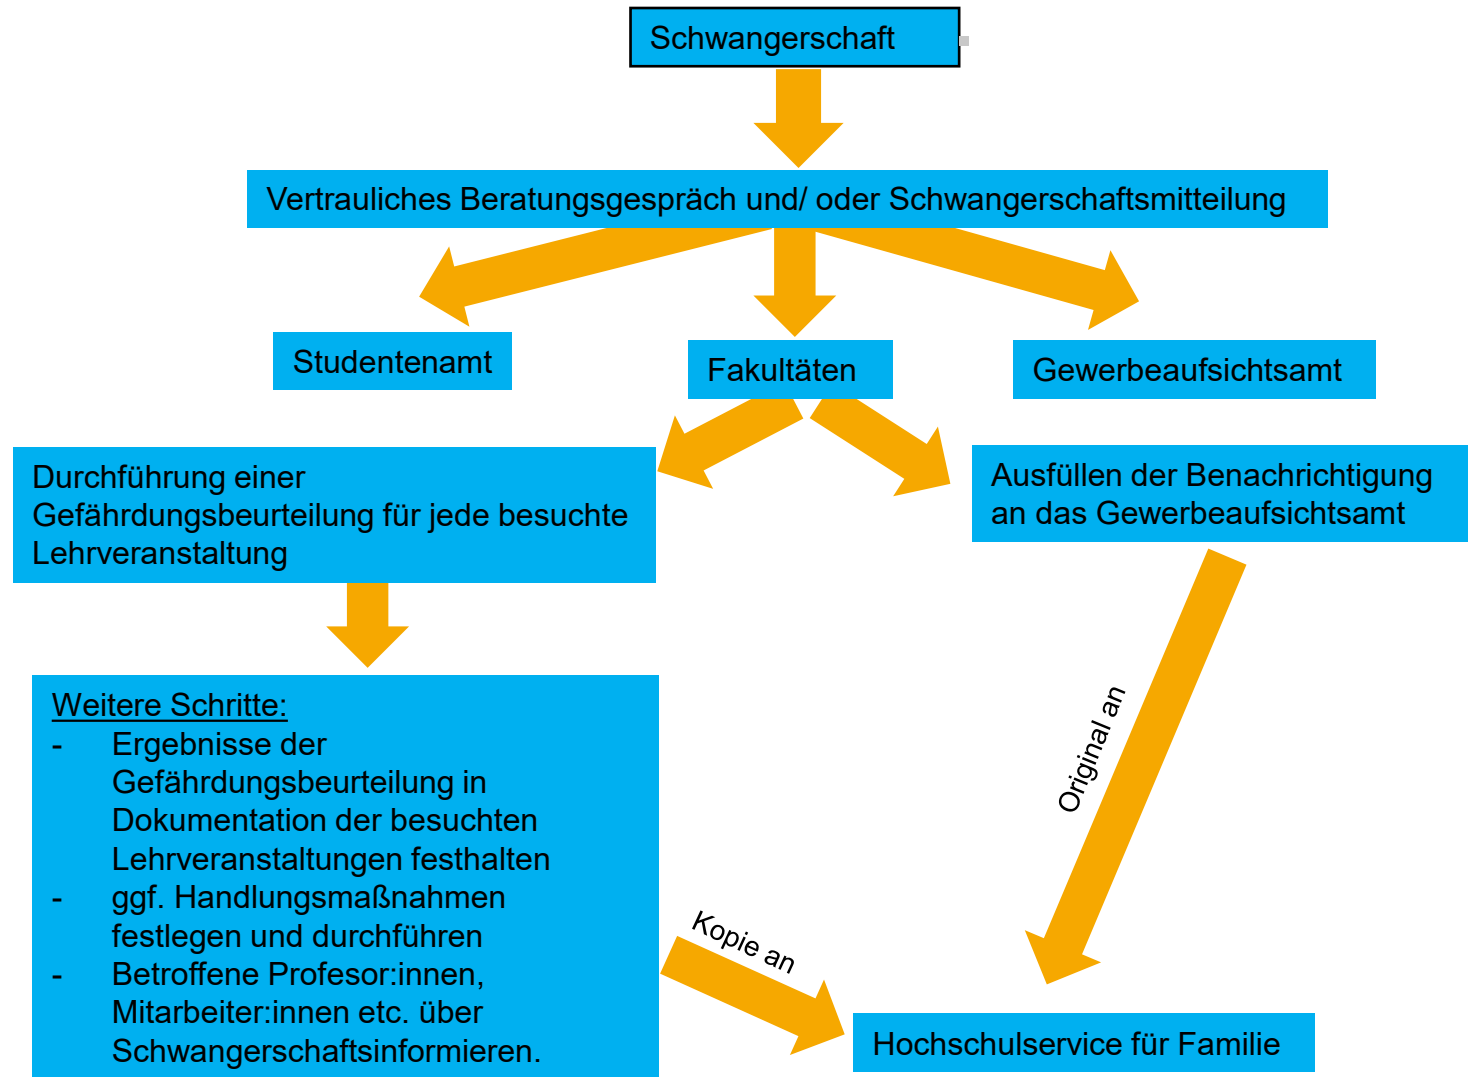 Schwangerschaft
Vertrauliches Beratungsgespräch und/ oder Schwangerschaftsmitteilung
Studentenamt
Fakultäten
Gewerbeaufsichtsamt
Durchführung einer
Gefährdungsbeurteilung für jede besuchte
Lehrveranstaltung
Ausfüllen der Benachrichtigung
an das Gewerbeaufsichtsamt
Weitere Schritte:
- Ergebnisse der
Gefährdungsbeurteilung in
Dokumentation der besuchten
Lehrveranstaltungen festhalten
- ggf. Handlungsmaßnahmen
festlegen und durchführen
- Betroffene Profesor:innen,
Mitarbeiter:innen etc. über
Schwangerschaftsinformieren.
Original an
Kopie an
Hochschulservice für Familie